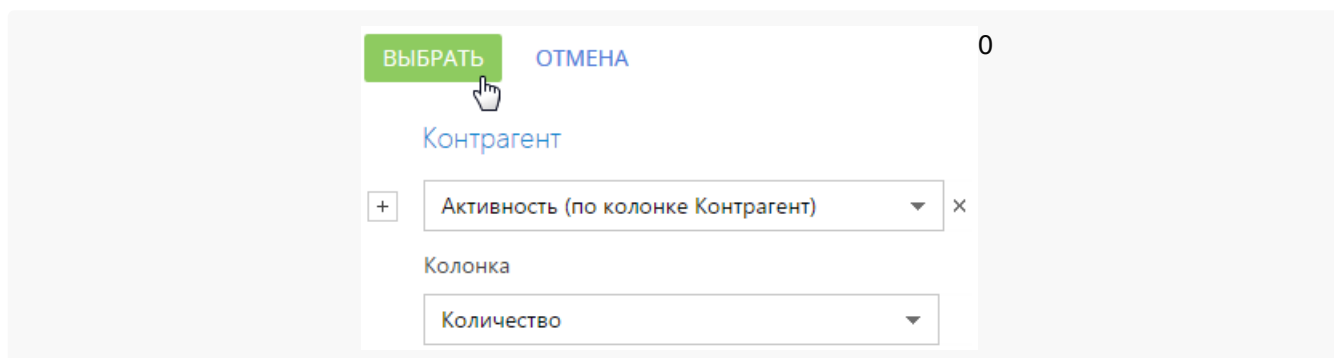 ВЫБРАТЬ ОТМЕНА 0
Контрагент
+ Активность (по колонке Контрагент) ×
Колонка
Количество